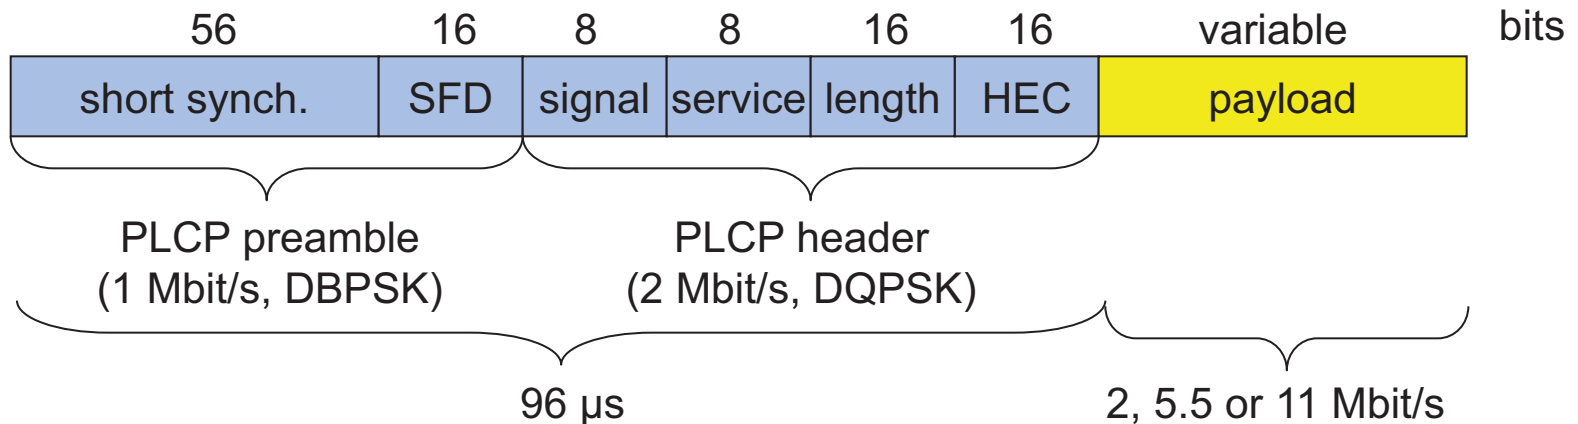 56 16 8 8 16 16 variable bits
short synch. SFD signal service length HEC payload
PLCP preamble PLCP header
(1 Mbit/s, DBPSK) (2 Mbit/s, DQPSK)
96 µs 2, 5.5 or 11 Mbit/s